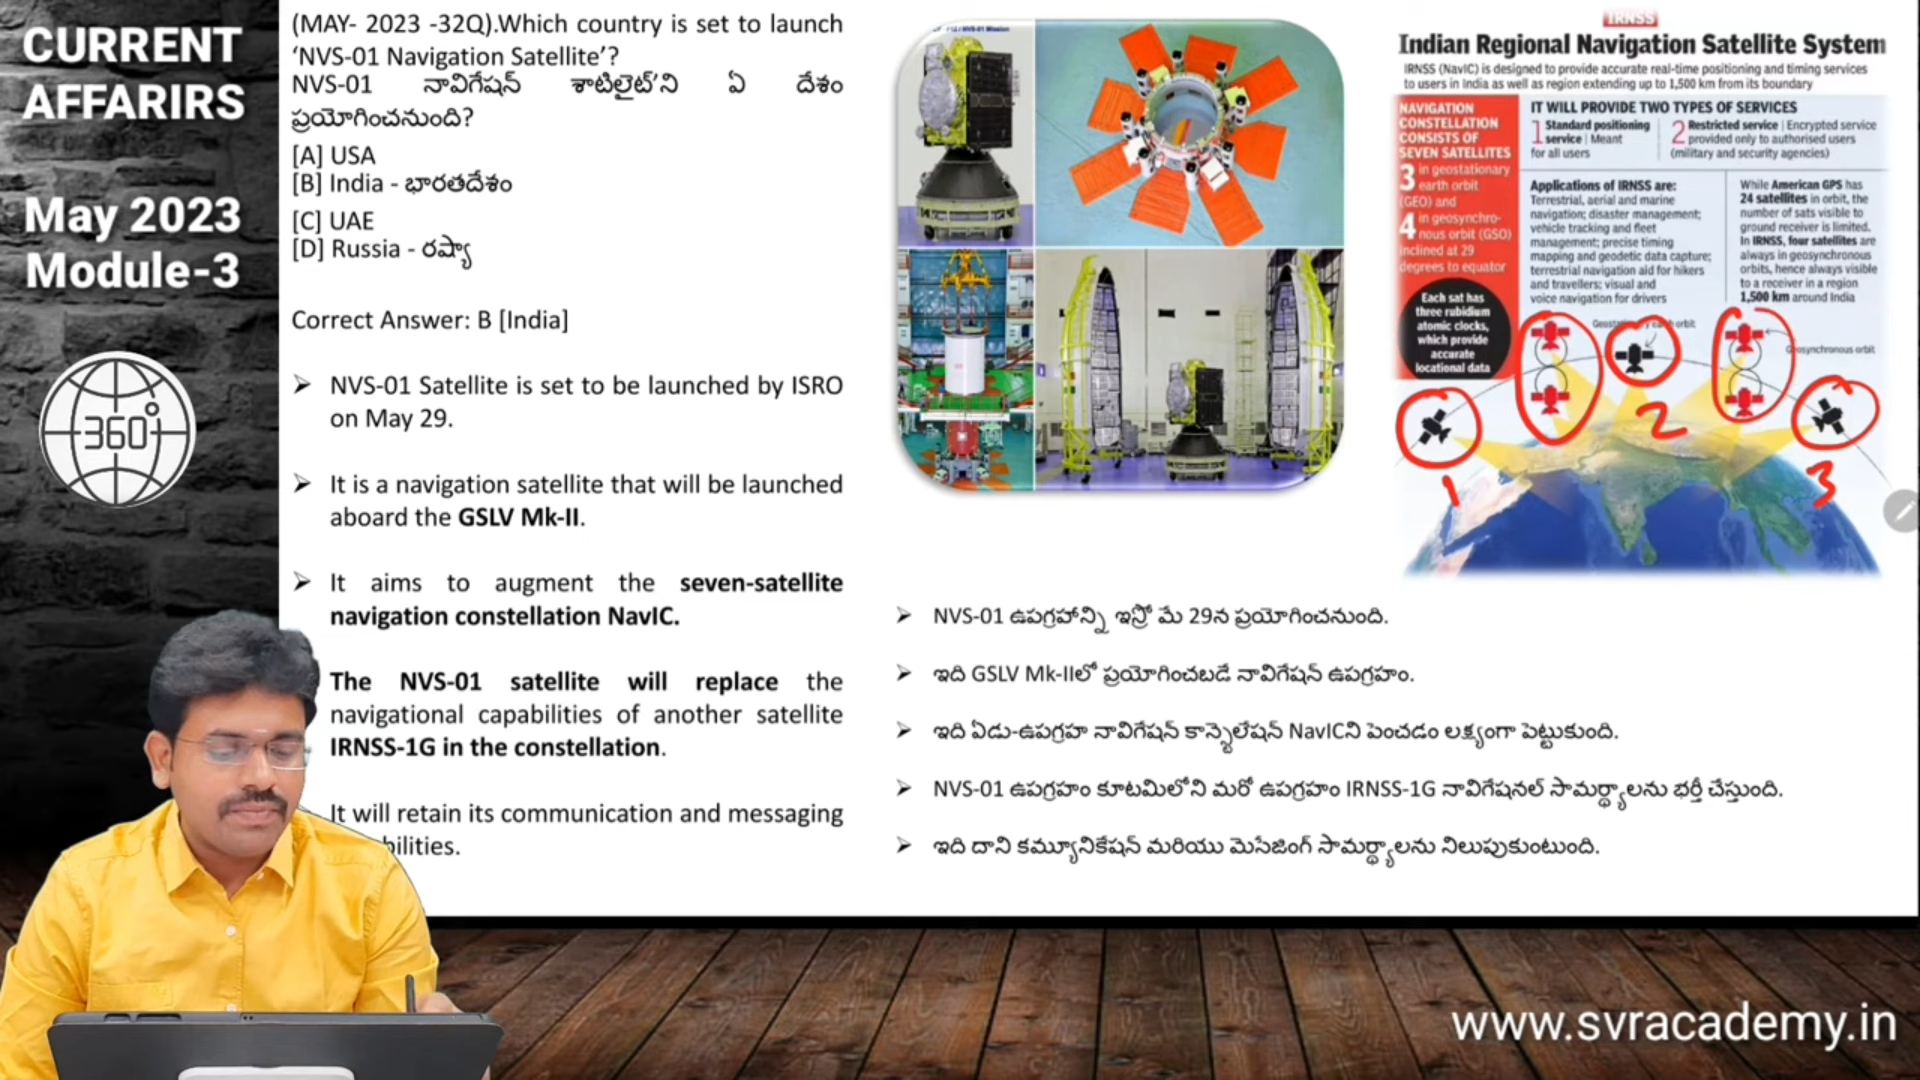 CURRENT
AFFARIRS
May 2023
Module-3
360°
(MAY- 2023 -32Q).Which country is set to launch
‘NVS-01 Navigation Satellite’?
NVS-01 నావిగేషన్ శాటిలైట్’ని ఏ దేశం
ప్రయోగించనుంది?
[A] USA
[B] India - భారతదేశం
[C] UAE
[D] Russia - రష్యా
Correct Answer: B [India]
➢ NVS-01 Satellite is set to be launched by ISRO
on May 29.
➢ It is a navigation satellite that will be launched
aboard the GSLV Mk-II.
➢ It aims to augment the seven-satellite
navigation constellation NavIC.
The NVS-01 satellite will replace the
navigational capabilities of another satellite
IRNSS-1G in the constellation.
It will retain its communication and messaging
bilities.
NVS-01 Mission
IRNSS
Indian Regional Navigation Satellite System
IRNSS (NavIC) is designed to provide accurate real-time positioning and timing services
to users in India as well as region extending up to 1,500 km from its boundary
NAVIGATION
CONSTELLATION
CONSISTS OF
SEVEN SATELLITES
3 in geostationary
earth orbit
(GEO) and
4 in geosynchro-
nous orbit (GSO)
inclined at 29
degrees to equator
Each sat has
three rubidium
atomic clocks,
which provide
accurate
locational data
IT WILL PROVIDE TWO TYPES OF SERVICES
1 Standard positioning
service | Meant
for all users
2 Restricted service | Encrypted service
provided only to authorised users
(military and security agencies)
Applications of IRNSS are:
Terrestrial, aerial and marine
navigation; disaster management;
vehicle tracking and fleet
management; precise timing
mapping and geodetic data capture;
terrestrial navigation aid for hikers
and travellers; visual and
voice navigation for drivers
While American GPS has
24 satellites in orbit, the
number of sats visible to
ground receiver is limited.
In IRNSS, four satellites are
always in geosynchronous
orbits, hence always visible
to a receiver in a region
1,500 km around India
orbit
Geosynchronous orbit
1
2
3
➢ NVS-01 ఉపగ్రహాన్ని ఇస్రో మే 29న ప్రయోగించనుంది.
➢ ఇది GSLV Mk-IIలో ప్రయోగించబడే నావిగేషన్ ఉపగ్రహం.
➢ ఇది ఏడు-ఉపగ్రహ నావిగేషన్ కాన్స్టెలేషన్ NavICని పెంచడం లక్ష్యంగా పెట్టుకుంది.
➢ NVS-01 ఉపగ్రహం కూటమిలోని మరో ఉపగ్రహం IRNSS-1G నావిగేషనల్ సామర్థ్యాలను భర్తీ చేస్తుంది.
➢ ఇది దాని కమ్యూనికేషన్ మరియు మెసేజింగ్ సామర్థ్యాలను నిలుపుకుంటుంది.
www.svracademy.in